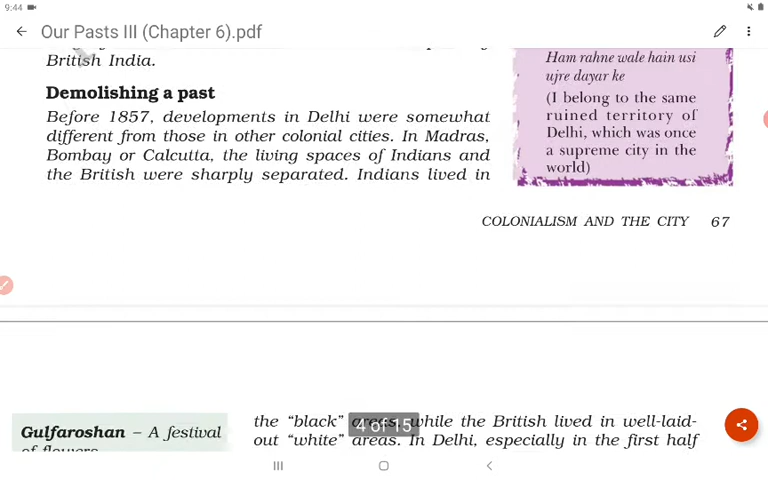 9:44
Our Pasts III (Chapter 6).pdf
British India.
Demolishing a past
Before 1857, developments in Delhi were somewhat
different from those in other colonial cities. In Madras,
Bombay or Calcutta, the living spaces of Indians and
the British were sharply separated. Indians lived in
Ham rahne wale hain usi
ujre dayar ke
(I belong to the same
ruined territory of
Delhi, which was once
a supreme city in the
world)
COLONIALISM AND THE CITY 67
Gulfaroshan – A festival
of flowers
the “black” areas, while the British lived in well-laid-
out “white” areas. In Delhi, especially in the first half
4 of 15